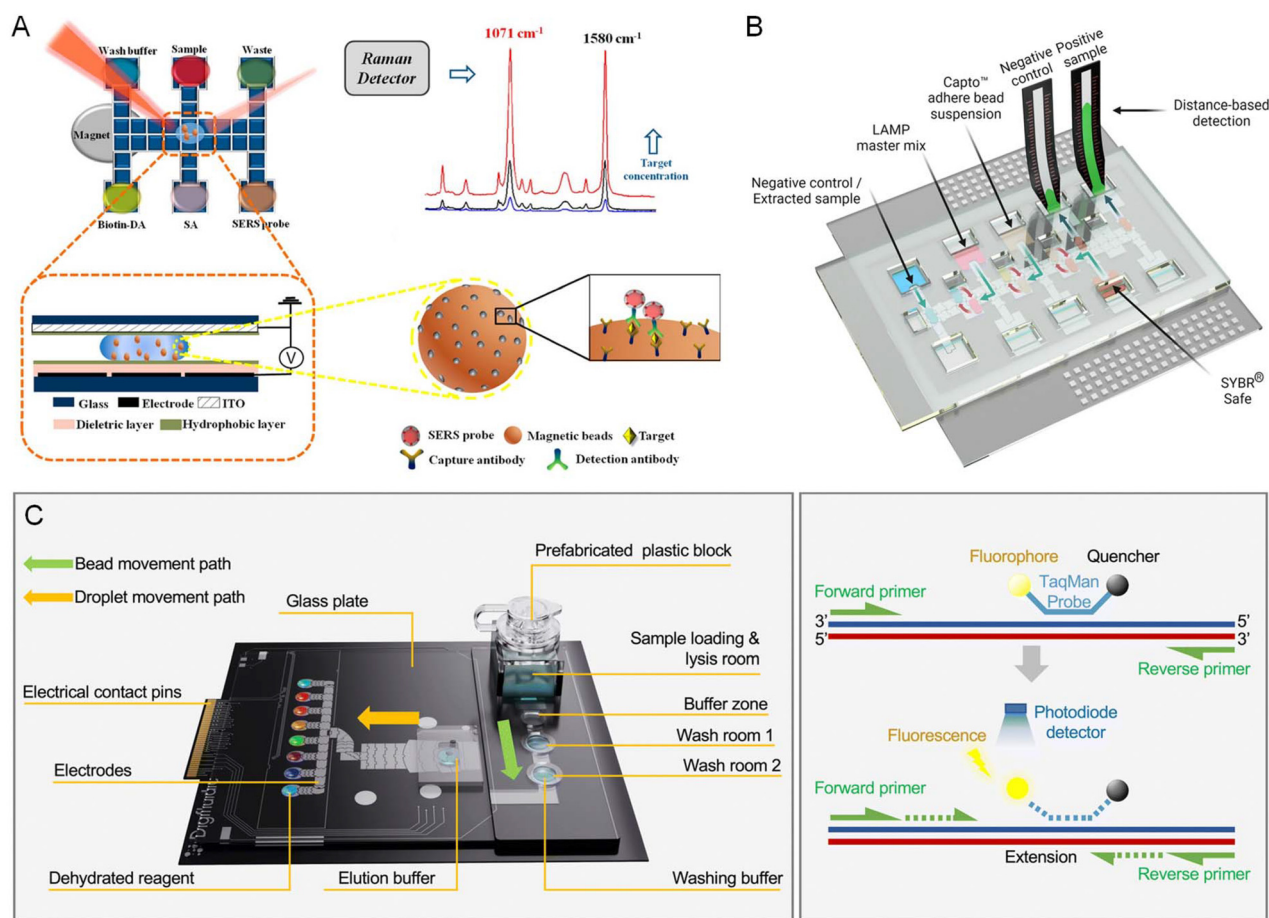 A
Wash buffer
Sample
Waste
Magnet
Biotin-DA
SA
SERS probe
Raman
Detector
1071 cm-1
1580 cm-1
Target
concentration
V
Glass
Electrode
ITO
Dieletric layer
Hydrophobic layer
SERS probe
Magnetic beads
Target
Capture antibody
Detection antibody
B
Negative
control
Positive
sample
Capto™
adhere bead
suspension
LAMP
master mix
Negative control /
Extracted sample
Distance-based
detection
SYBR®
Safe
C
Bead movement path
Droplet movement path
Glass plate
Electrical contact pins
Electrodes
Dehydrated reagent
Elution buffer
Prefabricated plastic block
Sample loading &
lysis room
Buffer zone
Wash room 1
Wash room 2
Washing buffer
Digifluidic
Fluorophore
Quencher
TaqMan
Probe
Forward primer
3’
5’
5’
3’
Reverse primer
Photodiode
detector
Fluorescence
Forward primer
Extension
Reverse primer